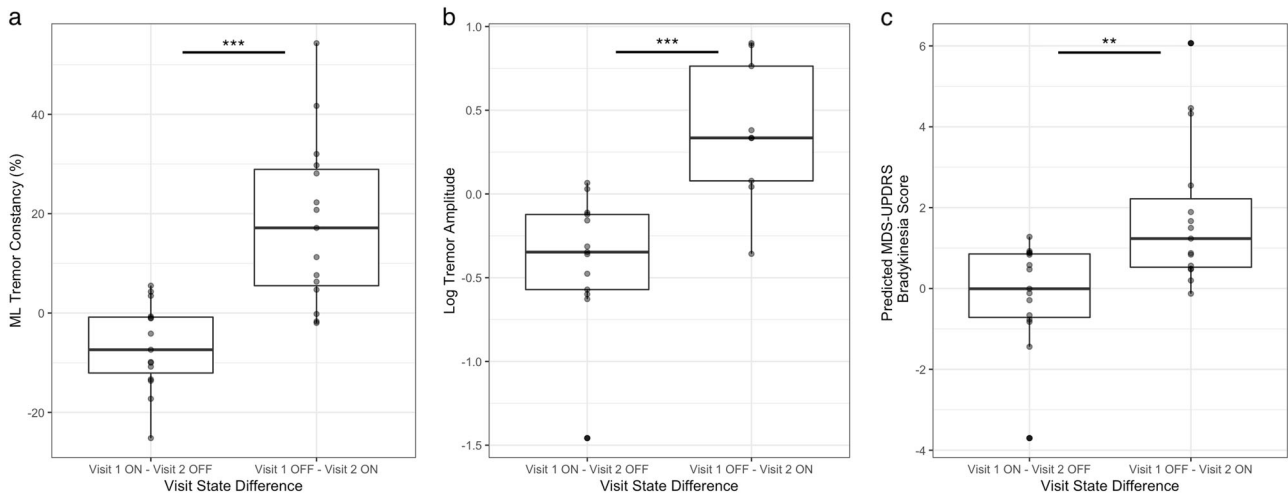 a
***
ML Tremor Constancy (%)
40
20
0
-20
Visit 1 ON - Visit 2 OFF
Visit 1 OFF - Visit 2 ON
Visit State Difference
b
***
Log Tremor Amplitude
1.0
0.5
0.0
-0.5
-1.0
-1.5
Visit 1 ON - Visit 2 OFF
Visit 1 OFF - Visit 2 ON
Visit State Difference
c
**
Predicted MDS-UPDRS
Bradykinesia Score
6
4
2
0
-2
-4
Visit 1 ON - Visit 2 OFF
Visit 1 OFF - Visit 2 ON
Visit State Difference